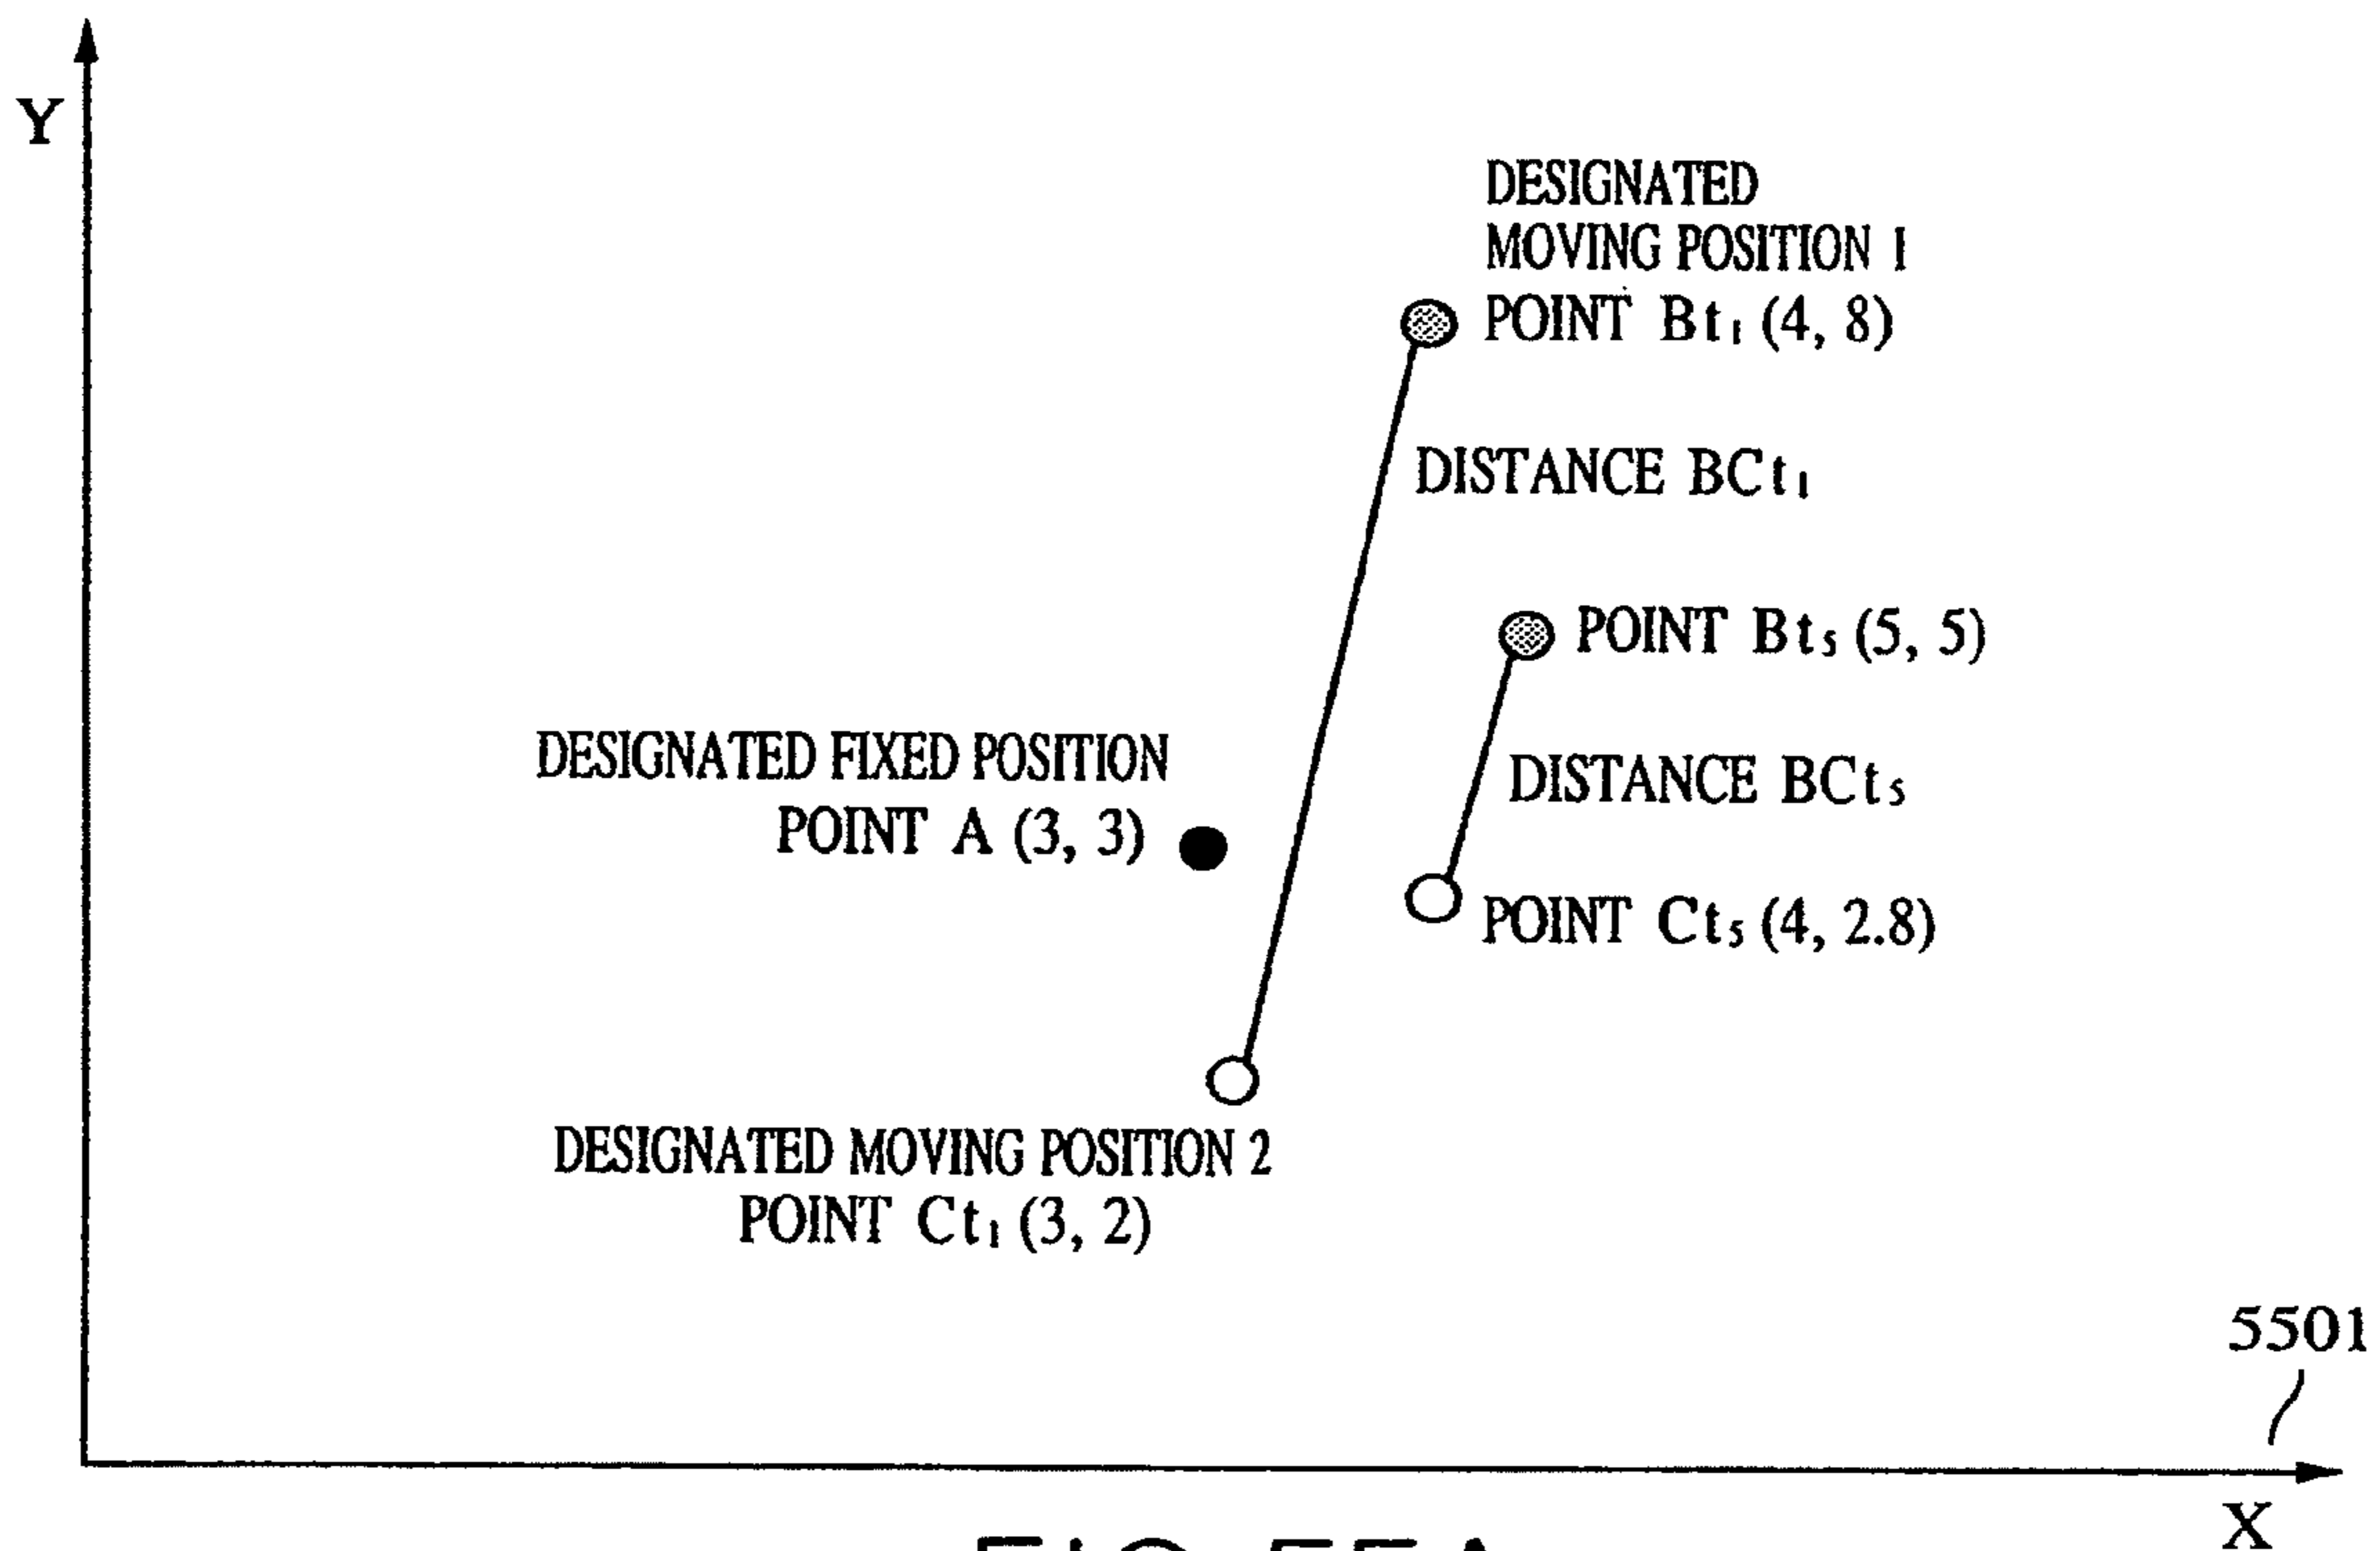 Y
DESIGNATED
MOVING POSITION 1
POINT Bt₁ (4, 8)
DISTANCE BCt₁
POINT Bt₅ (5, 5)
DESIGNATED FIXED POSITION
POINT A (3, 3)
DISTANCE BCt₅
POINT Ct₅ (4, 2.8)
DESIGNATED MOVING POSITION 2
POINT Ct₁ (3, 2)
5501
X